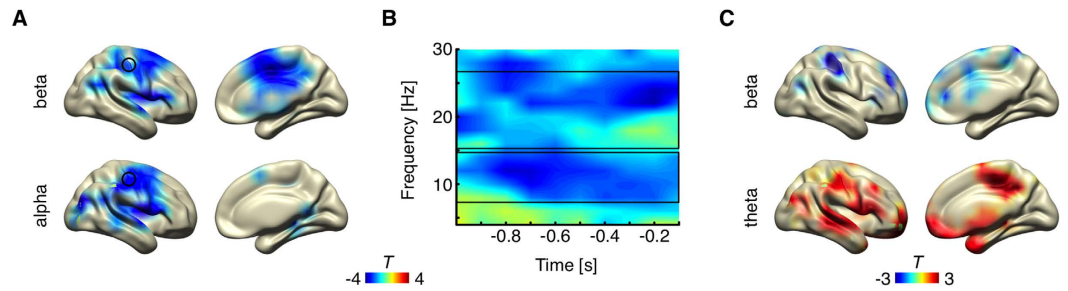 A
beta
alpha
T
-4 4
B
Frequency [Hz]
30
20
10
-0.8 -0.6 -0.4 -0.2
Time [s]
C
beta
theta
T
-3 3